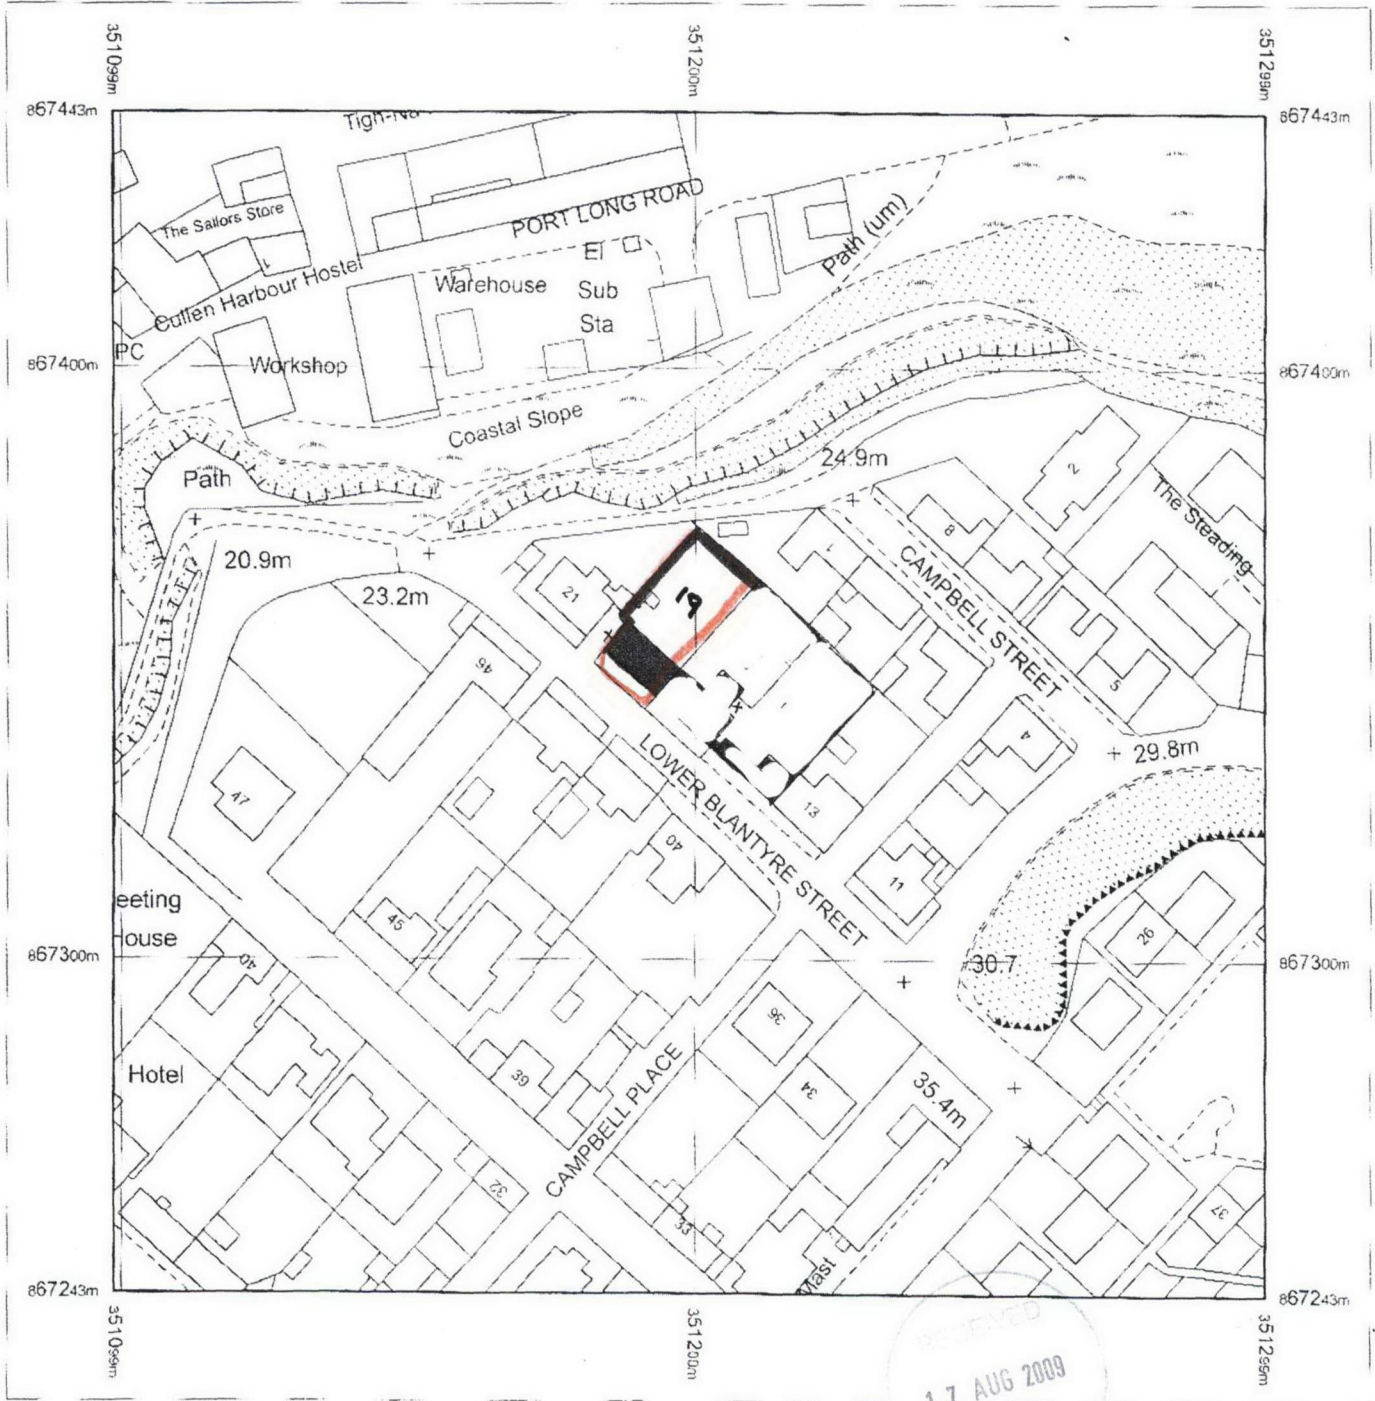 351099m
351200m
351299m
867443m
867443m
The Sailors Store
1
PORT LONG ROAD
Path (um)
El
Sub
Sta
Cullen Harbour Hostel
Warehouse
PC
867400m
Workshop
867400m
Coastal Slope
Path
24.9m
2
The Steading
8
20.9m
23.2m
21
19
1
CAMPBELL STREET
46
5
4
29.8m
LOWER BLANTYRE STREET
47
13
40
11
45
eeting
ouse
40
26
867300m
30.7
867300m
36
Hotel
39
34
35.4m
CAMPBELL PLACE
32
33
37
Mast
867243m
867243m
351099m
351200m
351299m
RECEIVED
17 AUG 2009